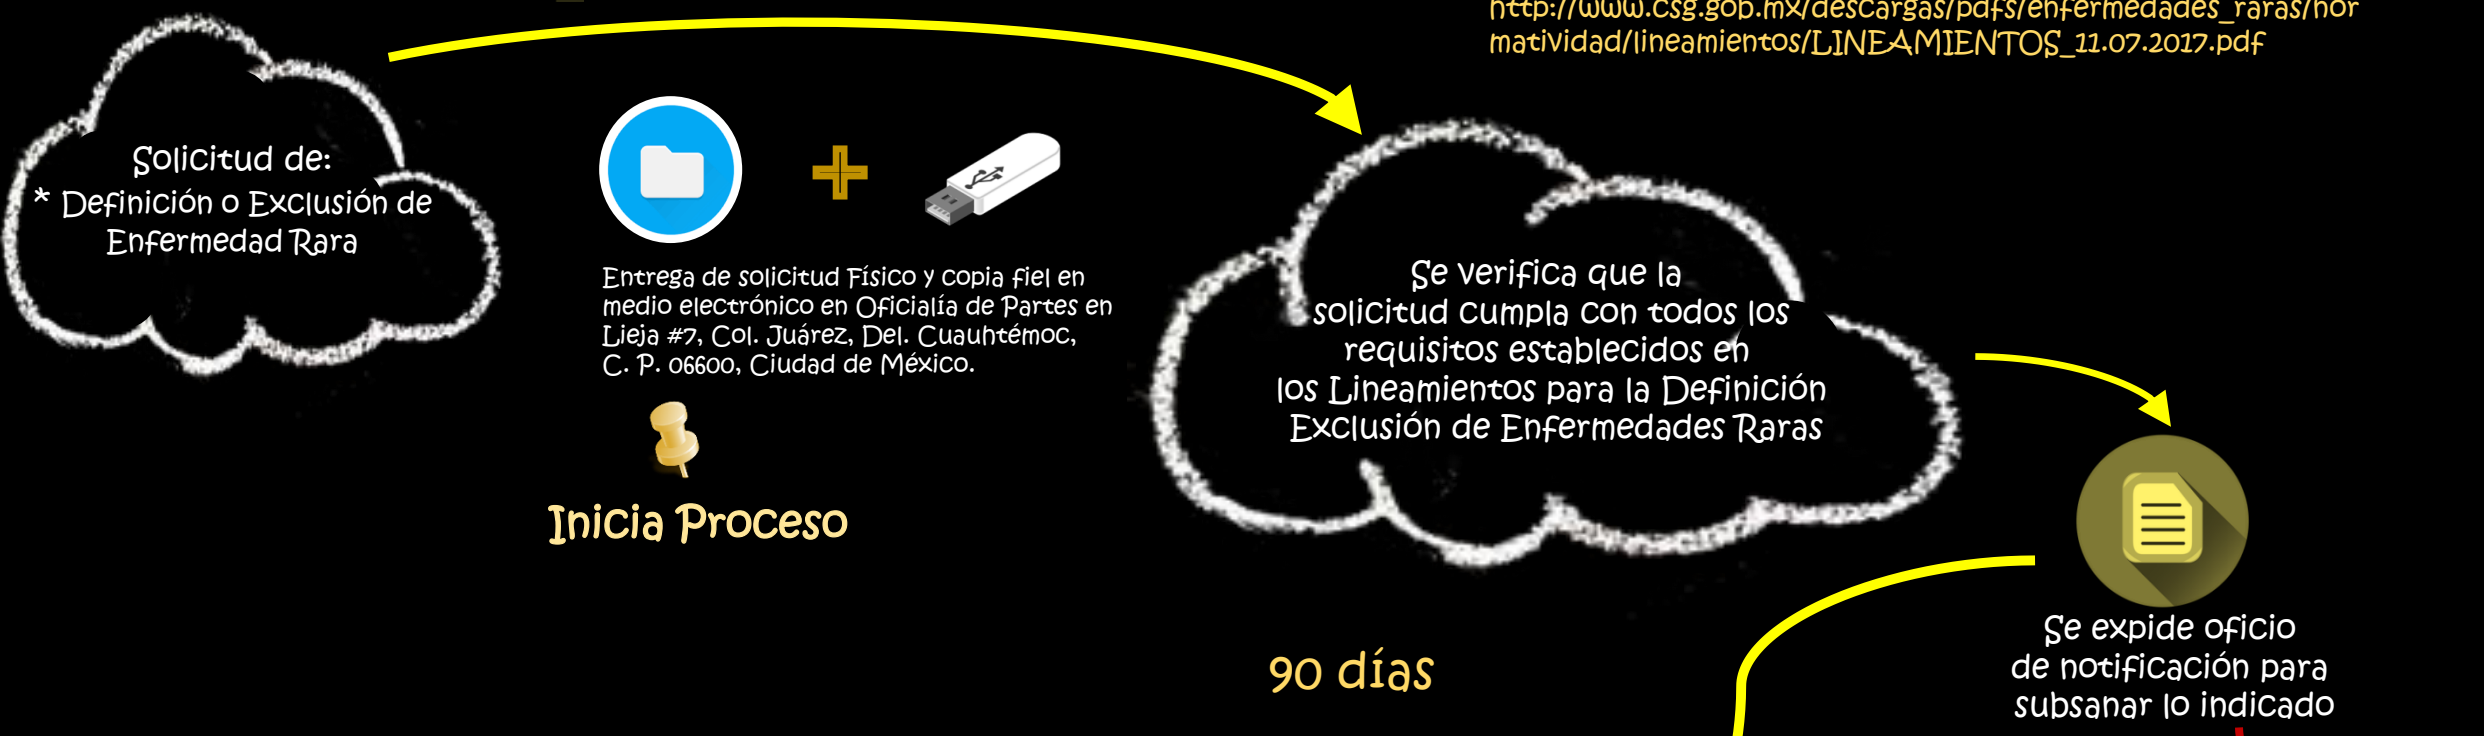 http://www.csg.gob.mx/descargas/pdfs/enfermedades_raras/nor
matividad/lineamientos/LINEAMIENTOS_11.07.2017.pdf
Solicitud de:
* Definición o Exclusión de
Enfermedad Rara
Entrega de solicitud Físico y copia fiel en
medio electrónico en Oficialía de Partes en
Lieja #7, Col. Juárez, Del. Cuauhtémoc,
C. P. 06600, Ciudad de México.
Inicia Proceso
Se verifica que la
solicitud cumpla con todos los
requisitos establecidos en
los Lineamientos para la Definición
Exclusión de Enfermedades Raras
90 días
Se expide oficio
de notificación para
subsanar lo indicado